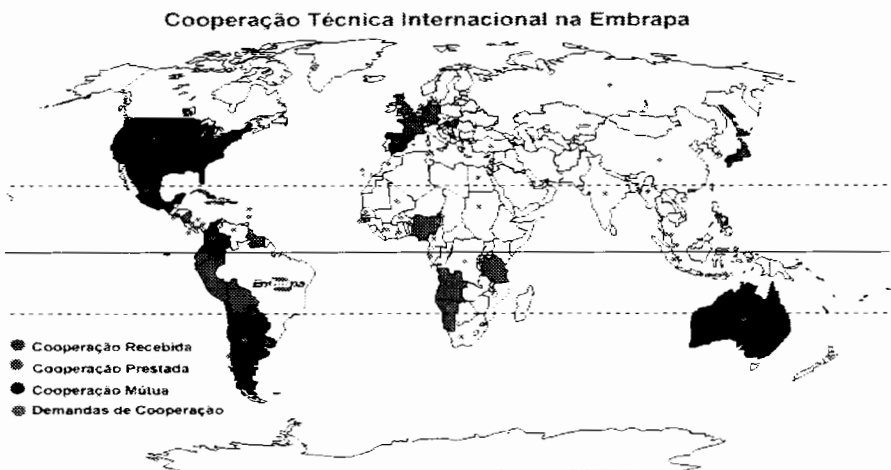 Cooperação Técnica Internacional na Embrapa
Cooperação Recebida
Cooperação Prestada
Cooperação Mútua
Demandas de Cooperação